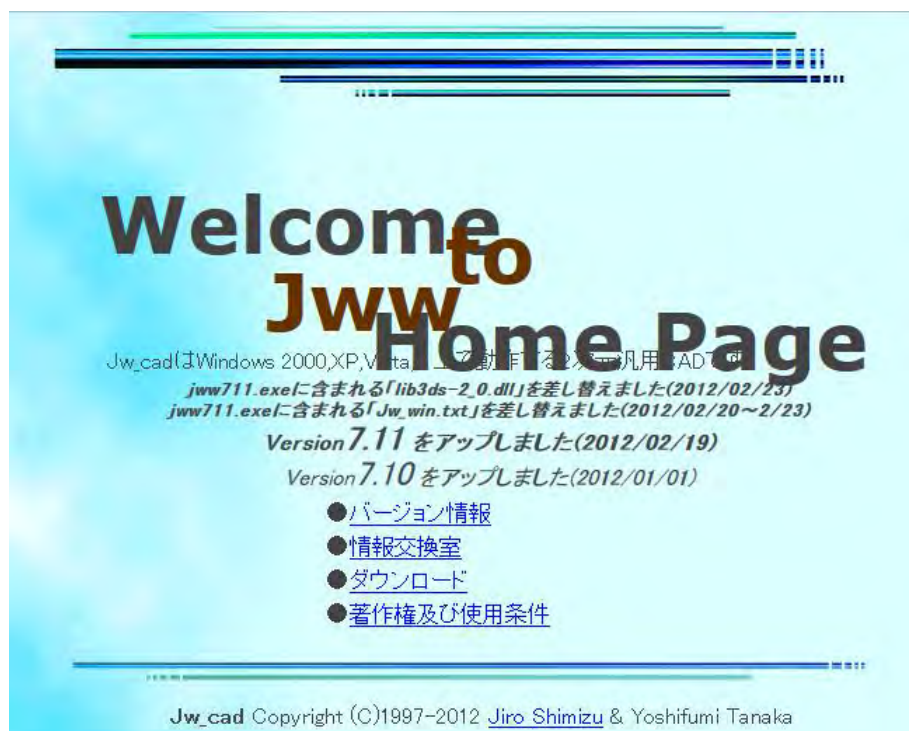 Welcome
to
Jww
Home Page
Jw_cadはWindows 2000,XP,Vista
jww711.exeに含まれる「lib3ds-2_0.dll」を差し替えました(2012/02/23)
jww711.exeに含まれる「Jw_win.txt」を差し替えました(2012/02/20~2/23)
Version7.11 をアップしました(2012/02/19)
Version7.10 をアップしました(2012/01/01)
●バージョン情報
●情報交換室
●ダウンロード
●著作権及び使用条件
Jw_cad Copyright (C)1997-2012 Jiro Shimizu & Yoshifumi Tanaka